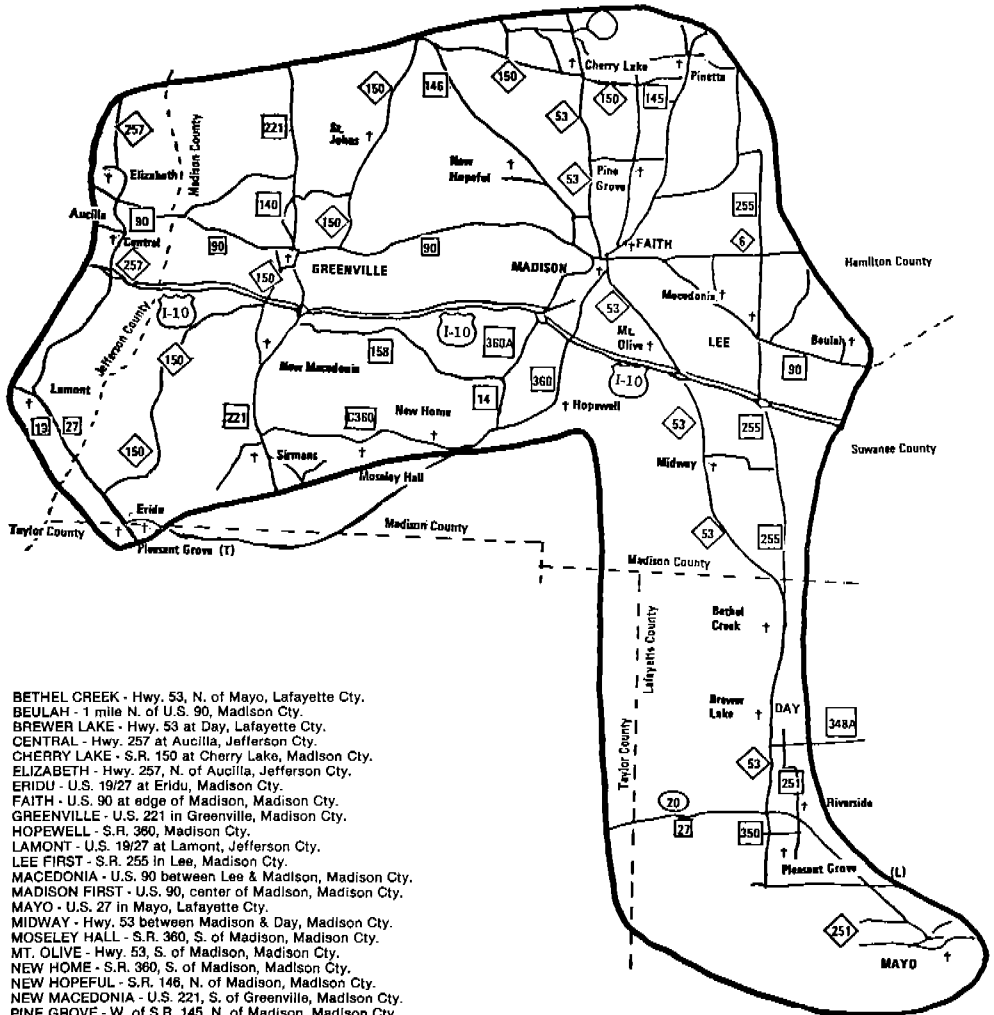 150
146
150
53
Cherry Lake
150
145
Pinetta
257
Madison County
221
St.
Johns
New
Hopeful
53
Pine
Grove
Elizabeth
Aucilla
90
140
150
255
6
Central
90
90
FAITH
257
150
GREENVILLE
MADISON
Hamilton County
Macedonia
Jefferson County
I-10
53
I-10
360A
Mt.
Olive
LEE
Beulah
150
158
New Macedonia
I-10
90
Lamont
360
14
19
27
221
C360
New Home
Hopewell
53
255
Suwanee County
150
Sirmans
Midway
Moseley Hall
Eridu
Taylor County
Madison County
Pleasant Grove (T)
53
255
Madison County
Bethel
Creek
Lafayette County
Brewer
Lake
DAY
348A
Taylor County
53
251
20
27
Riverside
350
Pleasant Grove
(L)
251
MAYO
BETHEL CREEK - Hwy. 53, N. of Mayo, Lafayette Cty.
BEULAH - 1 mile N. of U.S. 90, Madison Cty.
BREWER LAKE - Hwy. 53 at Day, Lafayette Cty.
CENTRAL - Hwy. 257 at Aucilla, Jefferson Cty.
CHERRY LAKE - S.R. 150 at Cherry Lake, Madison Cty.
ELIZABETH - Hwy. 257, N. of Aucilla, Jefferson Cty.
ERIDU - U.S. 19/27 at Eridu, Madison Cty.
FAITH - U.S. 90 at edge of Madison, Madison Cty.
GREENVILLE - U.S. 221 in Greenville, Madison Cty.
HOPEWELL - S.R. 360, Madison Cty.
LAMONT - U.S. 19/27 at Lamont, Jefferson Cty.
LEE FIRST - S.R. 255 in Lee, Madison Cty.
MACEDONIA - U.S. 90 between Lee & Madison, Madison Cty.
MADISON FIRST - U.S. 90, center of Madison, Madison Cty.
MAYO - U.S. 27 in Mayo, Lafayette Cty.
MIDWAY - Hwy. 53 between Madison & Day, Madison Cty.
MOSELEY HALL - S.R. 360, S. of Madison, Madison Cty.
MT. OLIVE - Hwy. 53, S. of Madison, Madison Cty.
NEW HOME - S.R. 360, S. of Madison, Madison Cty.
NEW HOPEFUL - S.R. 146, N. of Madison, Madison Cty.
NEW MACEDONIA - U.S. 221, S. of Greenville, Madison Cty.
PINE GROVE - W. of S.R. 145, N. of Madison, Madison Cty.